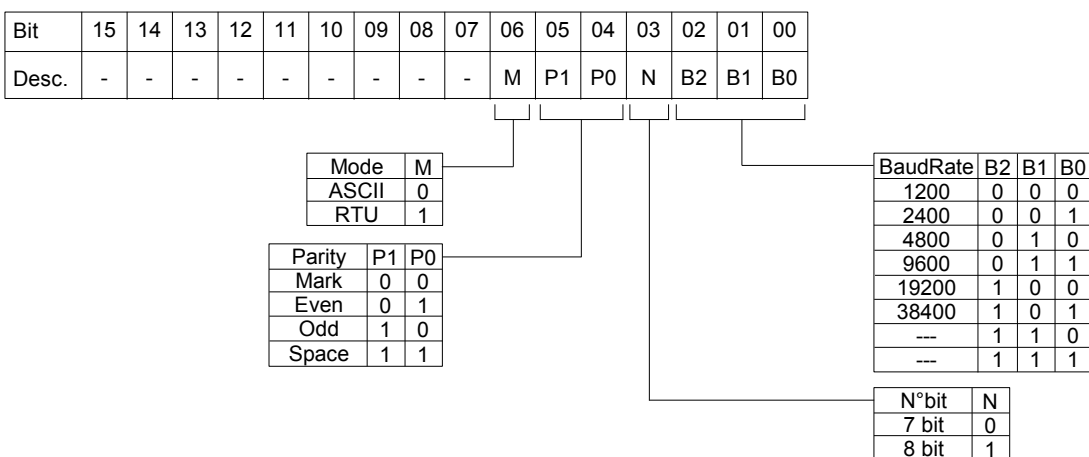 Bit 15 14 13 12 11 10 09 08 07 06 05 04 03 02 01 00
Desc. - - - - - - - - - M P1 P0 N B2 B1 B0
Mode M
ASCII 0
RTU 1
Parity P1 P0
Mark 0 0
Even 0 1
Odd 1 0
Space 1 1
BaudRate B2 B1 B0
1200 0 0 0
2400 0 0 1
4800 0 1 0
9600 0 1 1
19200 1 0 0
38400 1 0 1
--- 1 1 0
--- 1 1 1
N°bit N
7 bit 0
8 bit 1